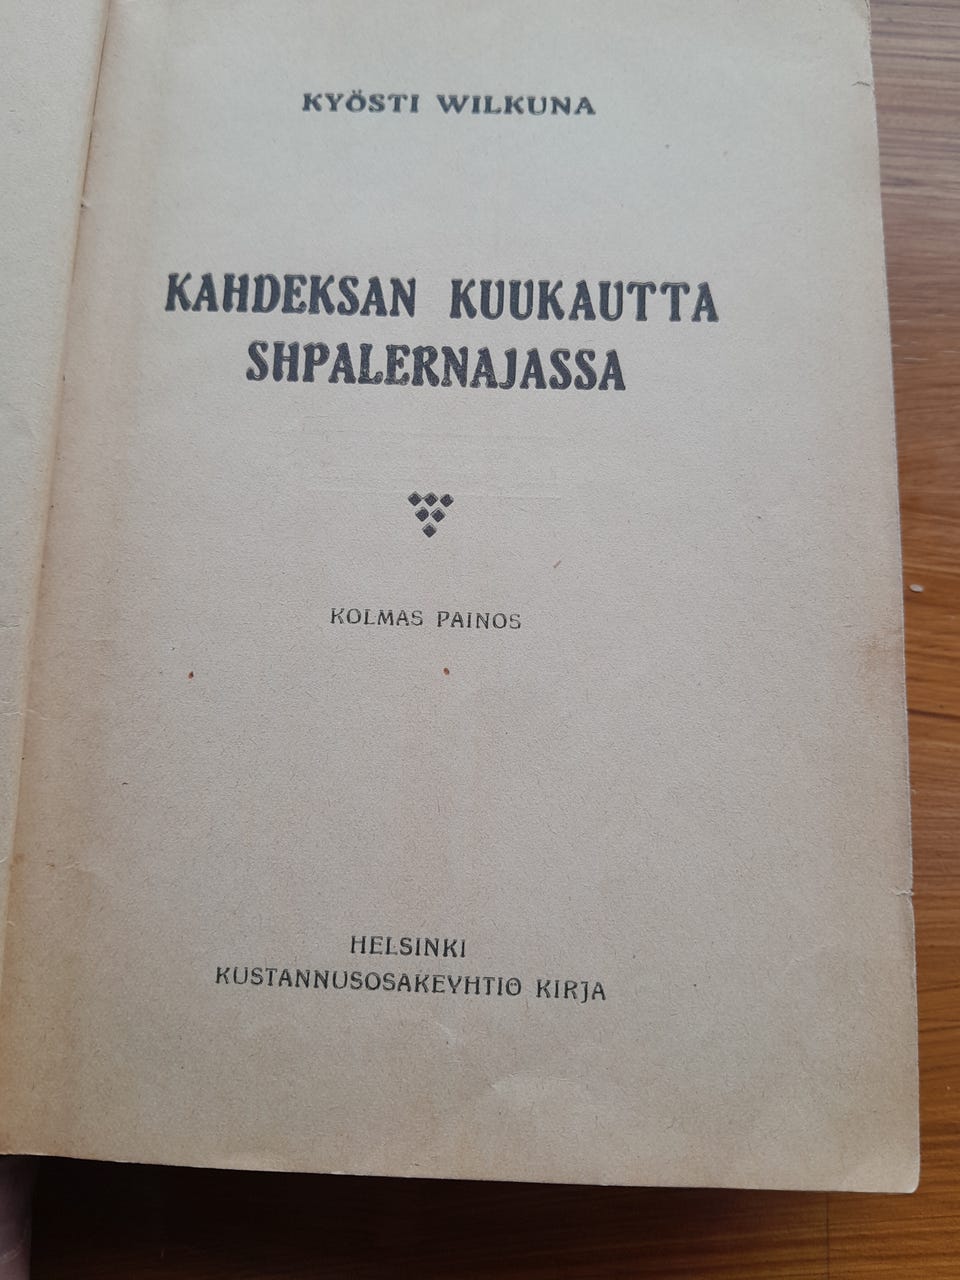 KYÖSTI WILKUNA
KAHDEKSAN KUUKAUTTA
SHPALERNAJASSA
KOLMAS PAINOS
HELSINKI
KUSTANNUSOSAKEYHTIÖ KIRJA